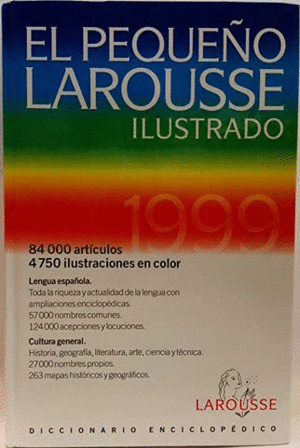 EL PEQUEÑO
LAROUSSE
ILUSTRADO
1999
84 000 artículos
4 750 ilustraciones en color
Lengua española.
Toda la riqueza y actualidad de la lengua con
ampliaciones enciclopédicas.
57 000 nombres comunes.
124 000 acepciones y locuciones.
Cultura general.
Historia, geografía, literatura, arte, ciencia y técnica.
27 000 nombres propios.
263 mapas históricos y geográficos.
LAROUSSE
DICCIONARIO ENCICLOPÉDICO